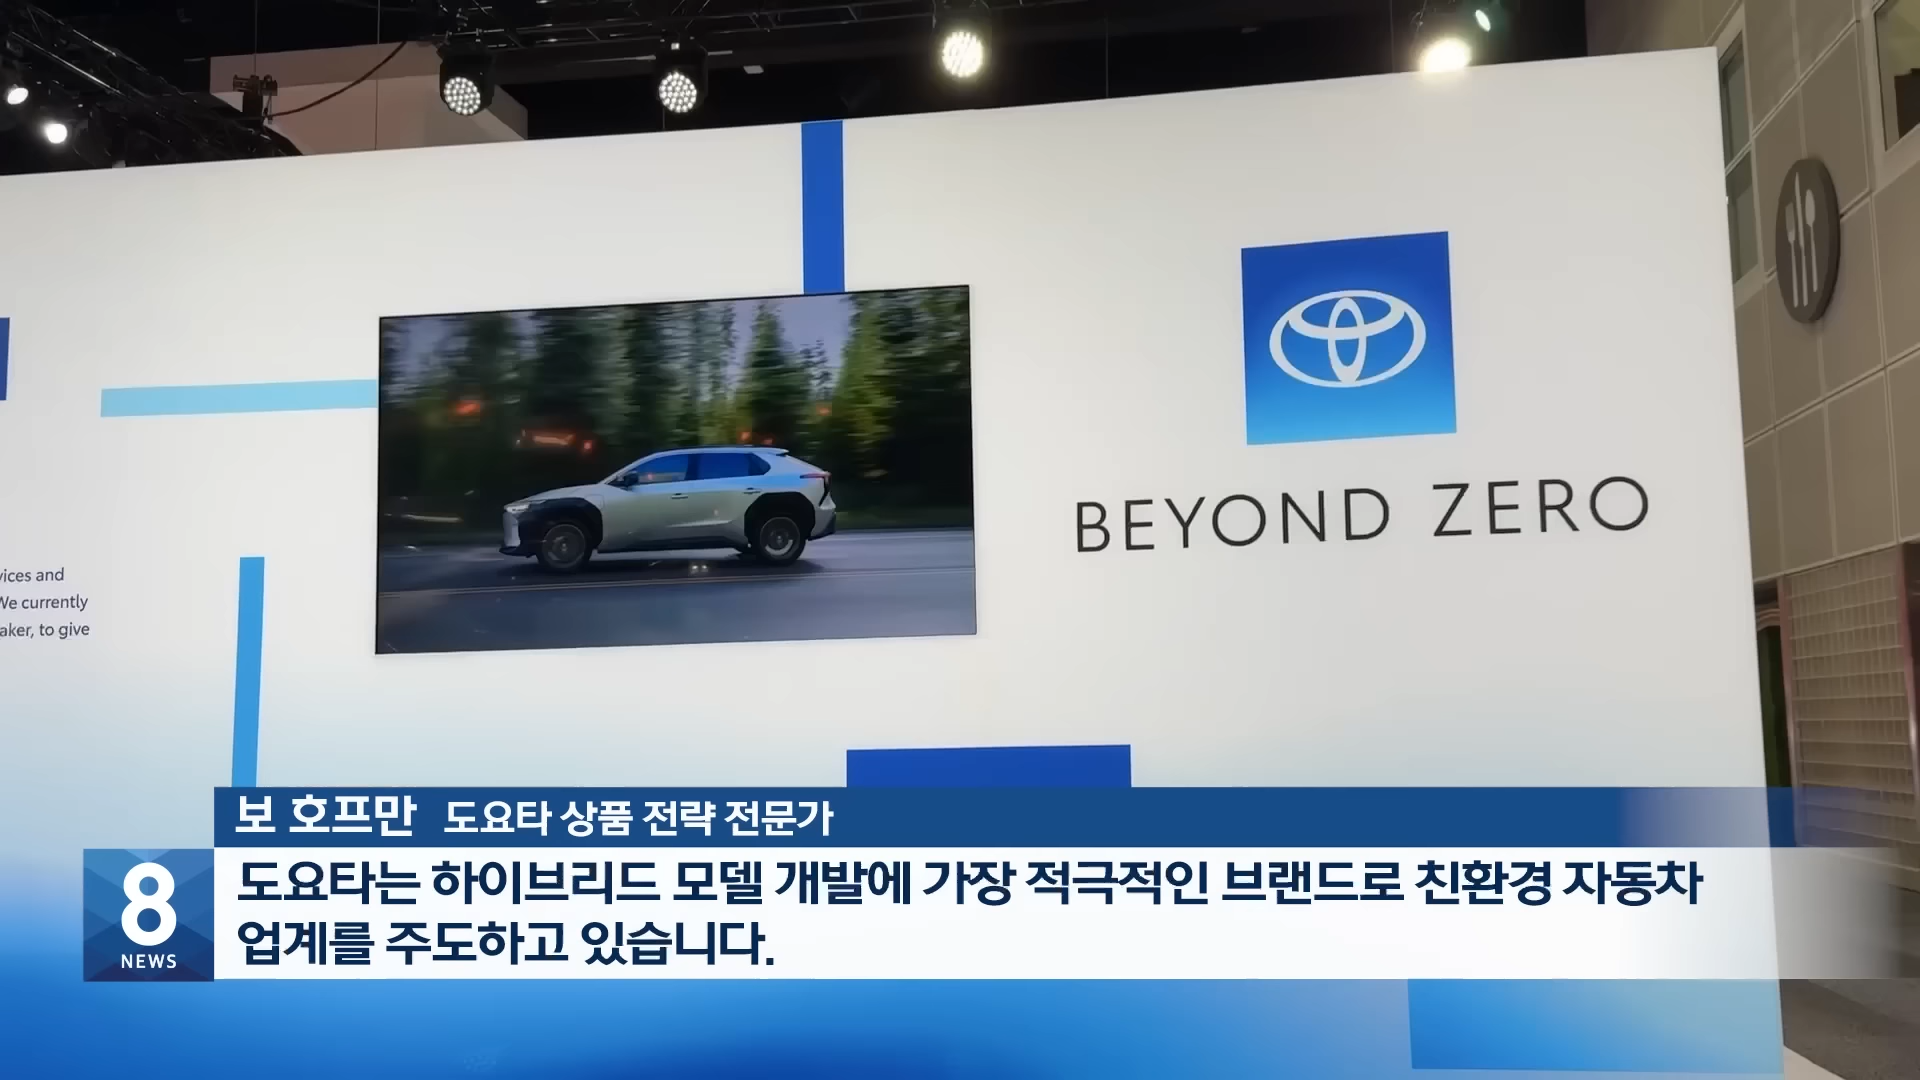 BEYOND ZERO
vices and
We currently
aker, to give
보 호프만 도요타 상품 전략 전문가
8
NEWS
도요타는 하이브리드 모델 개발에 가장 적극적인 브랜드로 친환경 자동차
업계를 주도하고 있습니다.